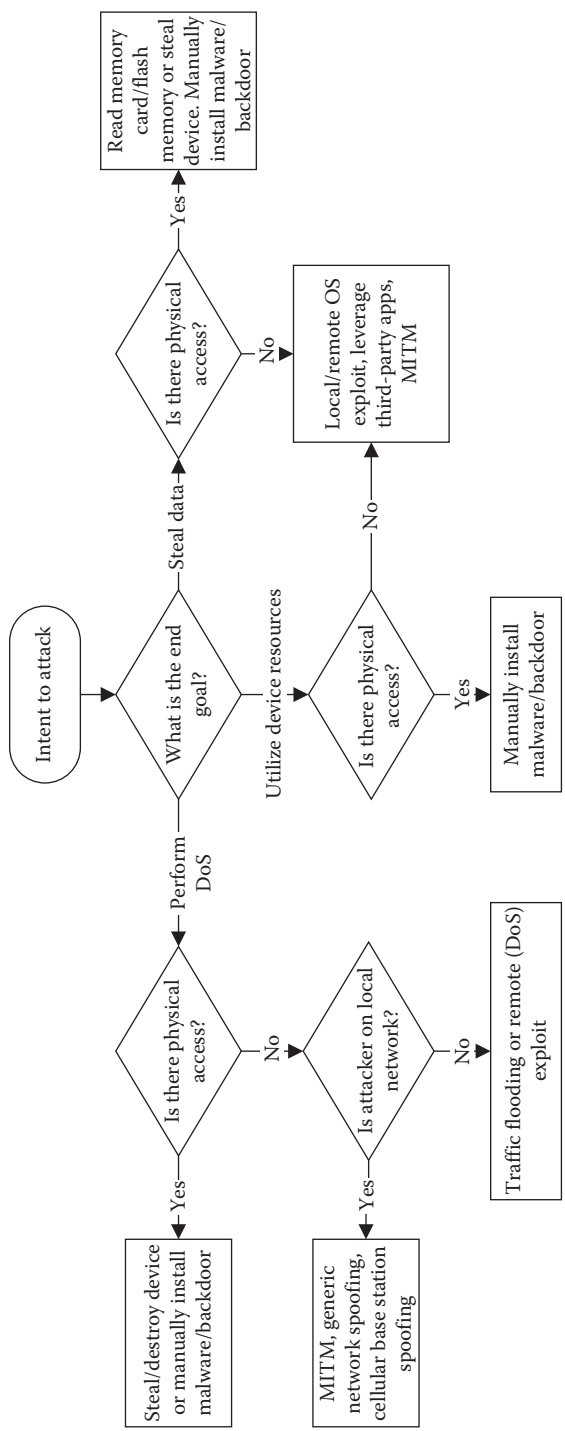 Intent to attack
What is the end
goal?
Perform
DoS
Steal data
Utilize device resources
Is there physical
access?
Yes
Steal/destroy device
or manually install
malware/backdoor
No
Is attacker on local
network?
Yes
MITM, generic
network spoofing,
cellular base station
spoofing
No
Traffic flooding or remote (DoS)
exploit
Is there physical
access?
Yes
Manually install
malware/backdoor
No
Local/remote OS
exploit, leverage
third-party apps,
MITM
Is there physical
access?
No
Yes
Read memory
card/flash
memory or steal
device. Manually
install malware/
backdoor